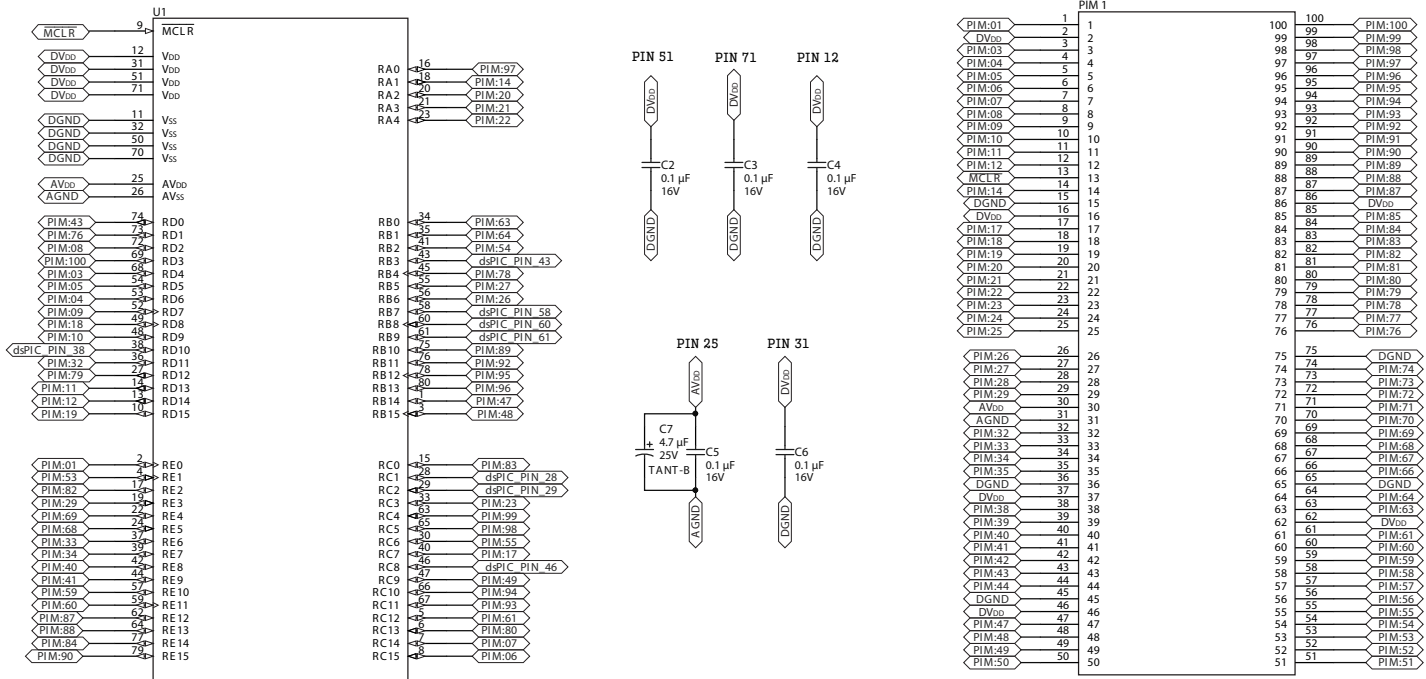 U1
MCLR 9 MCLR
DVDD 12 VDD
DVDD 31 VDD
DVDD 51 VDD
DVDD 71 VDD
DGND 11 VSS
DGND 32 VSS
DGND 50 VSS
DGND 70 VSS
AVDD 25 AVDD
AGND 26 AVSS
PIM:43 74 RD0
PIM:76 73 RD1
PIM:08 72 RD2
PIM:100 69 RD3
PIM:03 68 RD4
PIM:05 54 RD5
PIM:04 53 RD6
PIM:09 52 RD7
PIM:18 49 RD8
PIM:10 48 RD9
dsPIC_PIN_38 38 RD10
PIM:32 36 RD11
PIM:79 27 RD12
PIM:11 14 RD13
PIM:12 13 RD14
PIM:19 10 RD15
PIM:01 2 RE0
PIM:53 4 RE1
PIM:82 17 RE2
PIM:29 19 RE3
PIM:69 22 RE4
PIM:68 24 RE5
PIM:33 37 RE6
PIM:34 39 RE7
PIM:40 42 RE8
PIM:41 44 RE9
PIM:59 57 RE10
PIM:60 59 RE11
PIM:87 62 RE12
PIM:88 64 RE13
PIM:84 77 RE14
PIM:90 79 RE15
RA0 16 PIM:97
RA1 18 PIM:14
RA2 20 PIM:20
RA3 21 PIM:21
RA4 23 PIM:22
RB0 34 PIM:63
RB1 35 PIM:64
RB2 41 PIM:54
RB3 43 dsPIC_PIN_43
RB4 45 PIM:78
RB5 55 PIM:27
RB6 56 PIM:26
RB7 58 dsPIC_PIN_58
RB8 60 dsPIC_PIN_60
RB9 61 dsPIC_PIN_61
RB10 75 PIM:89
RB11 76 PIM:92
RB12 78 PIM:95
RB13 80 PIM:96
RB14 1 PIM:47
RB15 3 PIM:48
RC0 15 PIM:83
RC1 28 dsPIC_PIN_28
RC2 29 dsPIC_PIN_29
RC3 33 PIM:23
RC4 63 PIM:99
RC5 65 PIM:98
RC6 30 PIM:55
RC7 40 PIM:17
RC8 46 dsPIC_PIN_46
RC9 47 PIM:49
RC10 66 PIM:94
RC11 67 PIM:93
RC12 5 PIM:61
RC13 6 PIM:80
RC14 7 PIM:07
RC15 8 PIM:06
PIN 51
DVDD
C2
0.1 µF
16V
DGND
PIN 71
DVDD
C3
0.1 µF
16V
DGND
PIN 12
DVDD
C4
0.1 µF
16V
DGND
PIN 25
AVDD
C7
+ 4.7 µF
25V
TANT-B
C5
0.1 µF
16V
AGND
PIN 31
DVDD
C6
0.1 µF
16V
DGND
PIM 1
PIM:01 1 1
DVDD 2 2
PIM:03 3 3
PIM:04 4 4
PIM:05 5 5
PIM:06 6 6
PIM:07 7 7
PIM:08 8 8
PIM:09 9 9
PIM:10 10 10
PIM:11 11 11
PIM:12 12 12
MCLR 13 13
PIM:14 14 14
DGND 15 15
DVDD 16 16
PIM:17 17 17
PIM:18 18 18
PIM:19 19 19
PIM:20 20 20
PIM:21 21 21
PIM:22 22 22
PIM:23 23 23
PIM:24 24 24
PIM:25 25 25
PIM:26 26 26
PIM:27 27 27
PIM:28 28 28
PIM:29 29 29
AVDD 30 30
AGND 31 31
PIM:32 32 32
PIM:33 33 33
PIM:34 34 34
PIM:35 35 35
DGND 36 36
DVDD 37 37
PIM:38 38 38
PIM:39 39 39
PIM:40 40 40
PIM:41 41 41
PIM:42 42 42
PIM:43 43 43
PIM:44 44 44
DGND 45 45
DVDD 46 46
PIM:47 47 47
PIM:48 48 48
PIM:49 49 49
PIM:50 50 50
100 100 PIM:100
99 99 PIM:99
98 98 PIM:98
97 97 PIM:97
96 96 PIM:96
95 95 PIM:95
94 94 PIM:94
93 93 PIM:93
92 92 PIM:92
91 91 PIM:91
90 90 PIM:90
89 89 PIM:89
88 88 PIM:88
87 87 PIM:87
86 86 DVDD
85 85 PIM:85
84 84 PIM:84
83 83 PIM:83
82 82 PIM:82
81 81 PIM:81
80 80 PIM:80
79 79 PIM:79
78 78 PIM:78
77 77 PIM:77
76 76 PIM:76
75 75 DGND
74 74 PIM:74
73 73 PIM:73
72 72 PIM:72
71 71 PIM:71
70 70 PIM:70
69 69 PIM:69
68 68 PIM:68
67 67 PIM:67
66 66 PIM:66
65 65 DGND
64 64 PIM:64
63 63 PIM:63
62 62 DVDD
61 61 PIM:61
60 60 PIM:60
59 59 PIM:59
58 58 PIM:58
57 57 PIM:57
56 56 PIM:56
55 55 PIM:55
54 54 PIM:54
53 53 PIM:53
52 52 PIM:52
51 51 PIM:51